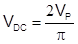 V_DC = 2V_P / π